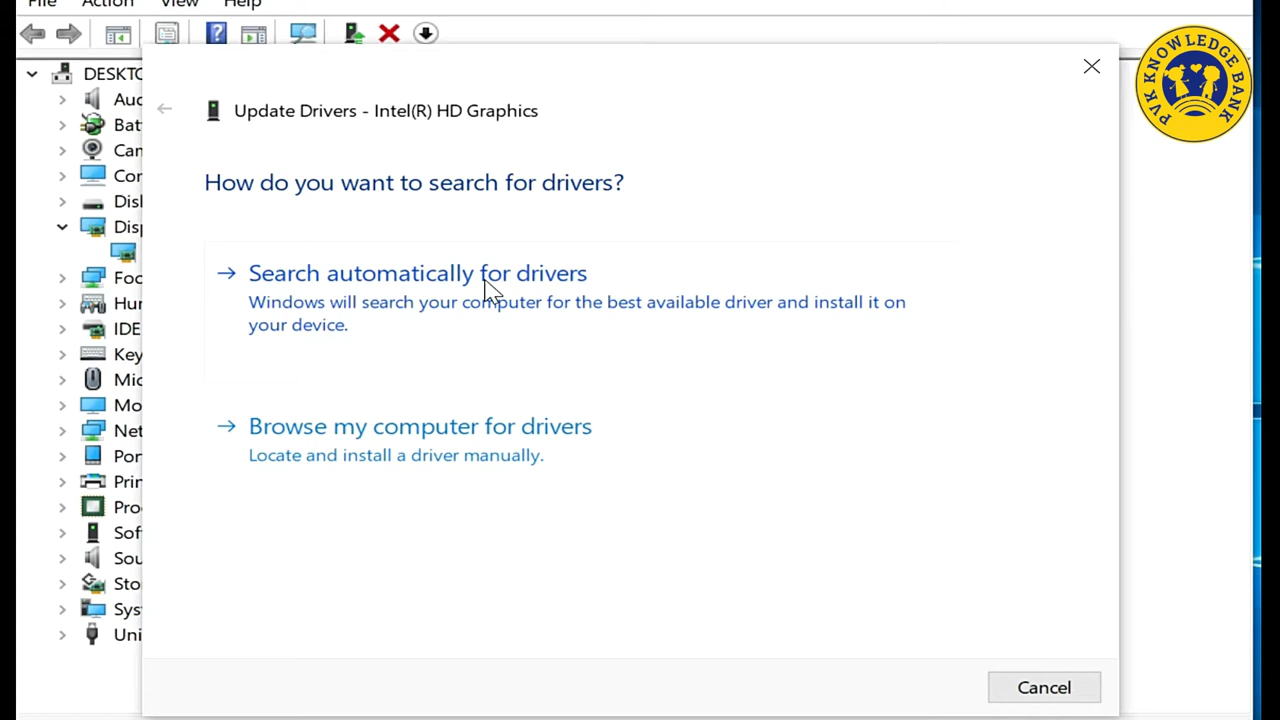 File Action View Help
DESKTO
Aud
Bat
Can
Cor
Disl
Disp
Foc
Hur
IDE
Key
Mic
Mo
Net
Por
Prin
Pro
Sof
Sou
Sto
Sys
Uni
Update Drivers - Intel(R) HD Graphics
How do you want to search for drivers?
Search automatically for drivers
Windows will search your computer for the best available driver and install it on
your device.
Browse my computer for drivers
Locate and install a driver manually.
Cancel
PVK KNOWLEDGE BANK